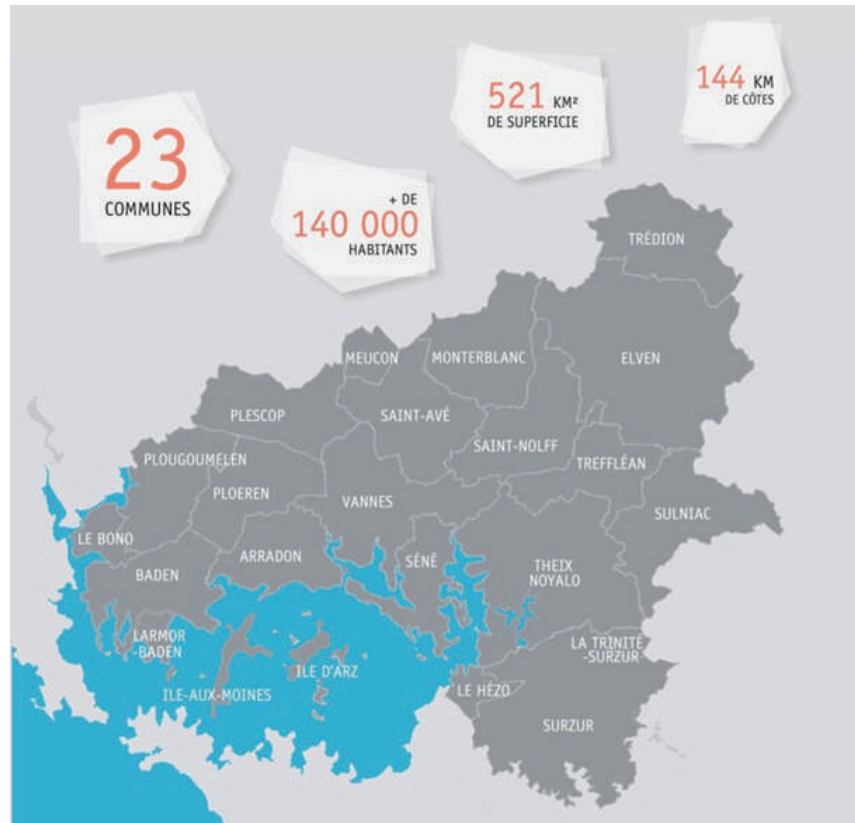 23
COMMUNES
+ DE
140 000
HABITANTS
521 KM²
DE SUPERFICIE
144 KM
DE CÔTES
TRÉDION
MEUCON
MONTERBLANC
ELVEN
PLESCOP
SAINT-AVÉ
SAINT-NOLFF
PLOUGOUMELEN
TREFFLÉAN
PLOEREN
VANNES
SULNIAC
LE BONO
ARRADON
SÉNÉ
BADEN
THEIX
NOYALO
LARMOR
-BADEN
LA TRINITÉ
-SURZUR
ILE D'ARZ
ILE-AUX-MOINES
LE HÉZO
SURZUR